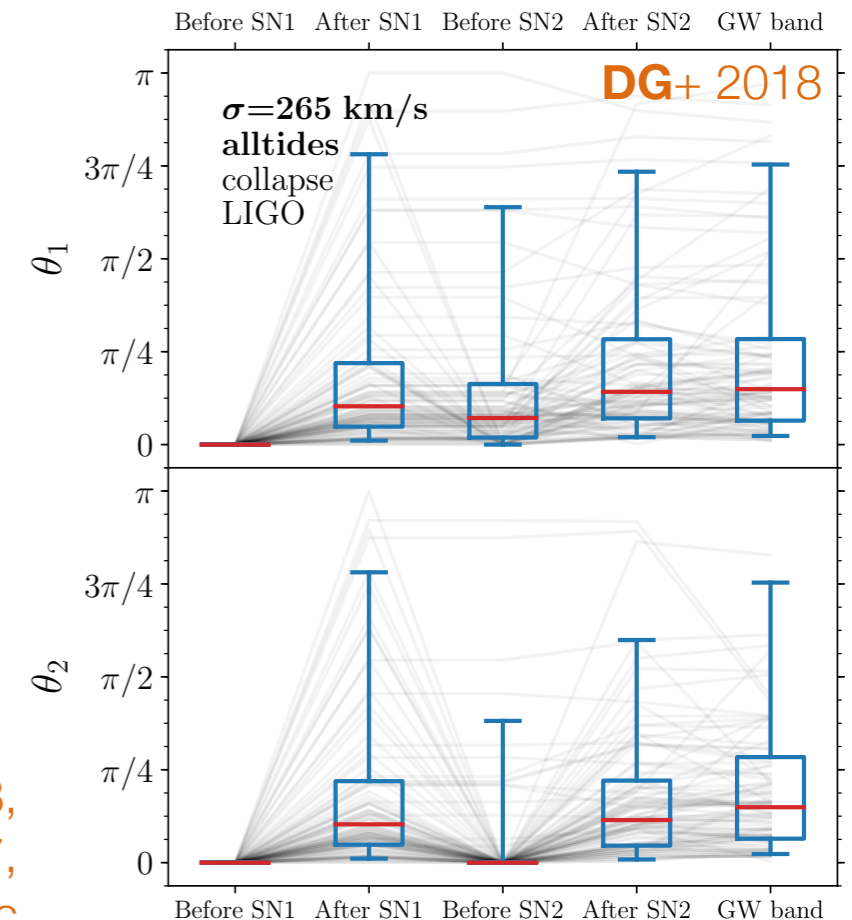 Before SN1 After SN1 Before SN2 After SN2 GW band
DG+ 2018
σ=265 km/s
alltides
collapse
LIGO
π
3π/4
π/2
π/4
0
θ₁
π
3π/4
π/2
π/4
0
θ₂
Before SN1 After SN1 Before SN2 After SN2 GW band